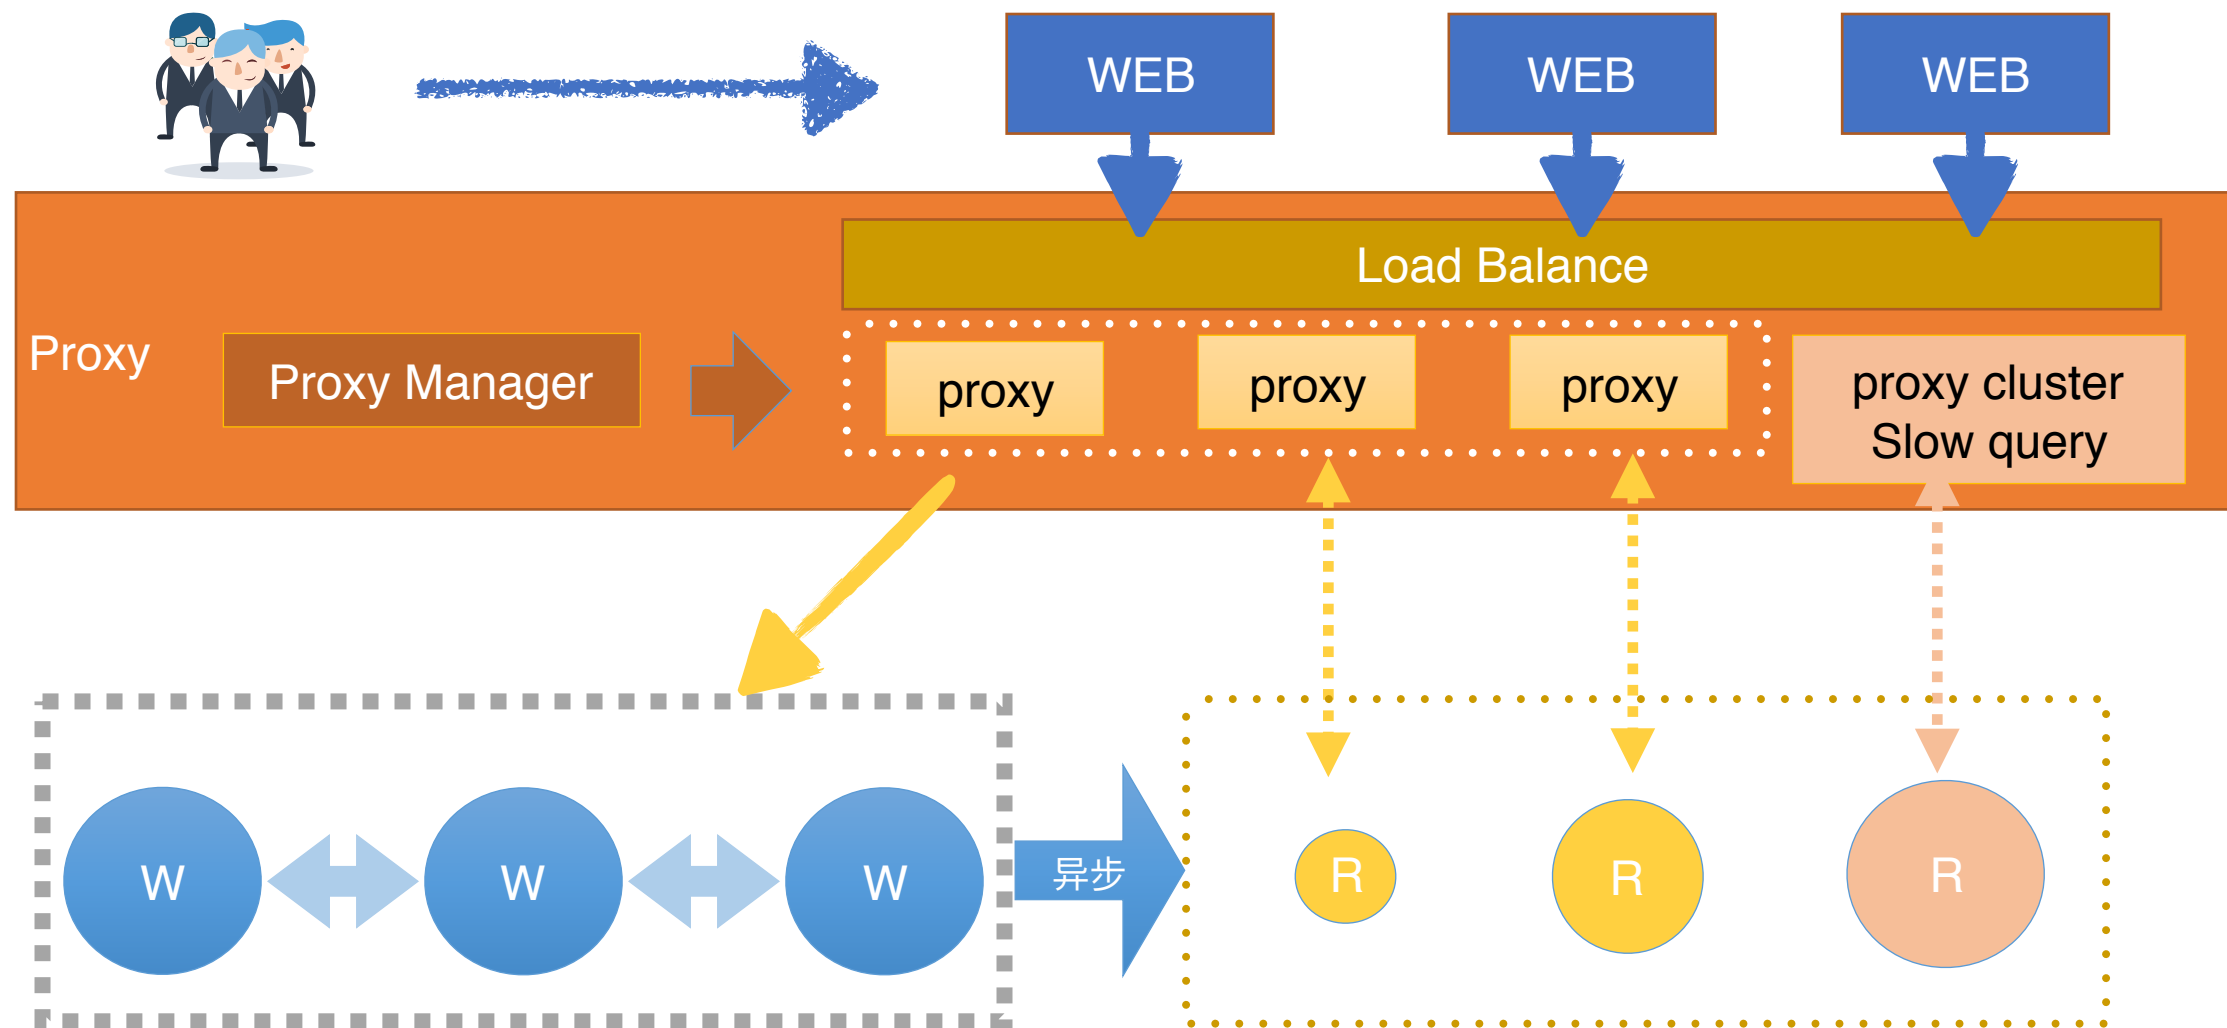 WEB
WEB
WEB
Load Balance
Proxy
Proxy Manager
proxy
proxy
proxy
proxy cluster
Slow query
W
W
W
异步
R
R
R